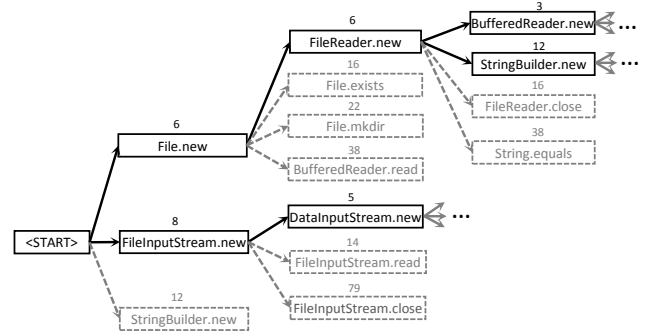 3
BufferedReader.new
...
6
FileReader.new
12
StringBuilder.new
...
16
File.exists
16
FileReader.close
22
File.mkdir
38
String.equals
6
File.new
38
BufferedReader.read
5
DataInputStream.new
...
8
<START>
FileInputStream.new
14
FileInputStream.read
12
StringBuilder.new
79
FileInputStream.close